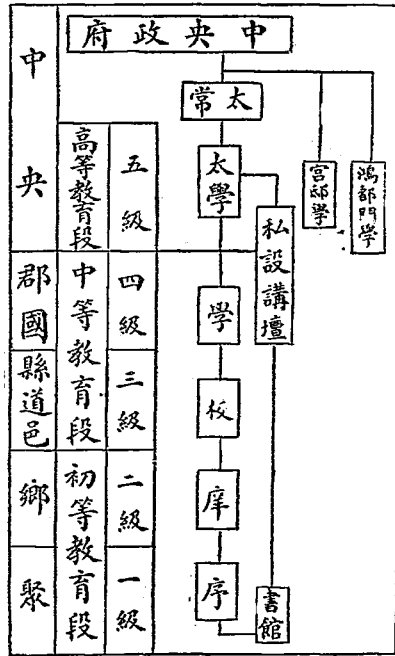 中央政府
太常
鴻都門學
宮邸學
太學
私設講壇
學
校
庠
序
書館
五級
四級
三級
二級
一級
高等教育段
中等教育段
初等教育段
中央
郡國
縣道邑
鄉
聚